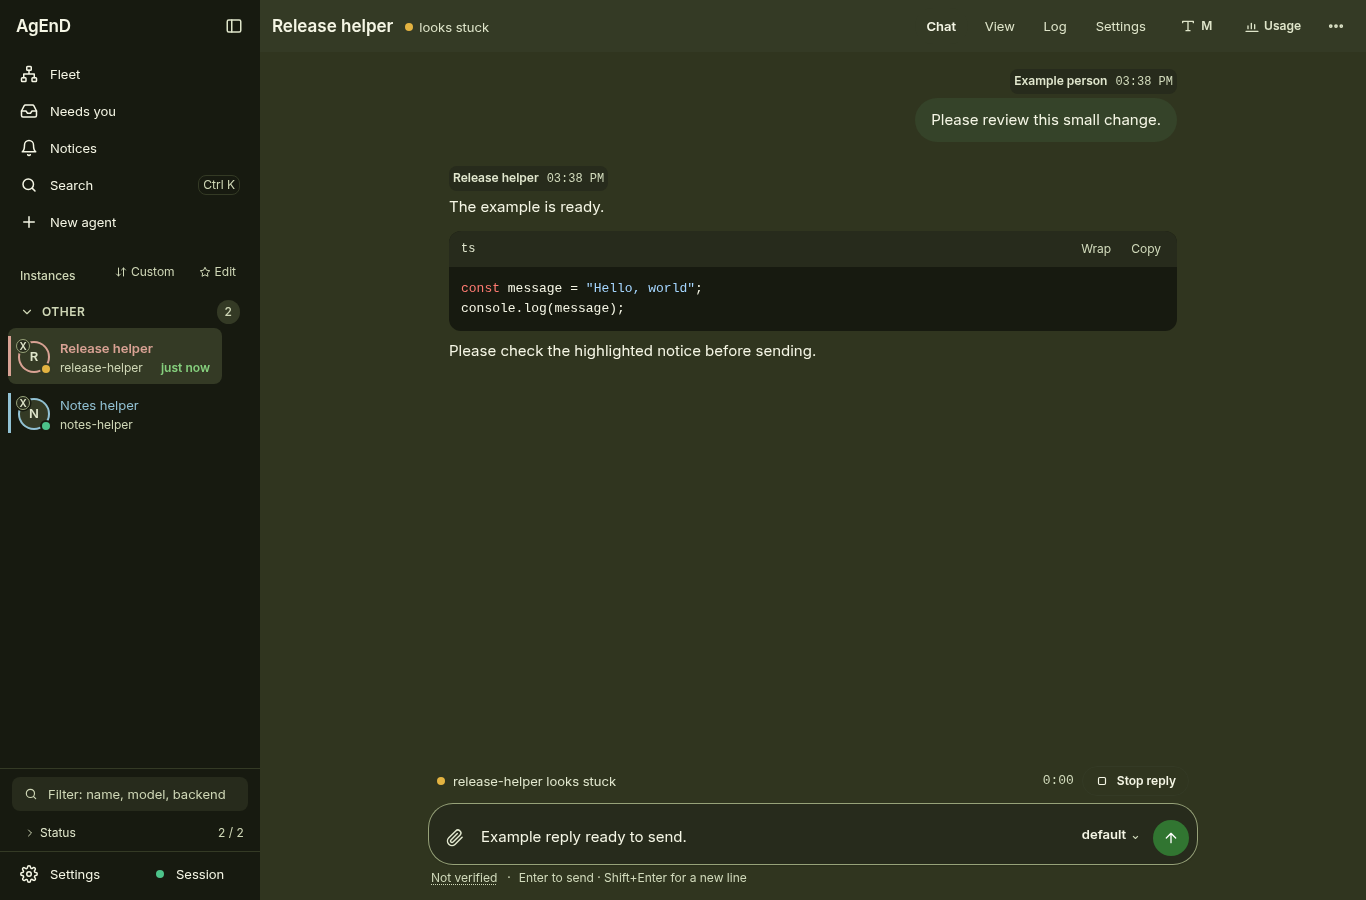 AgEnD
Fleet
Needs you
Notices
Search Ctrl K
New agent
Instances Custom Edit
OTHER 2
X R Release helper
release-helper just now
X N Notes helper
notes-helper
Filter: name, model, backend
Status 2 / 2
Settings Session
Release helper looks stuck Chat View Log Settings T M Usage •••
Example person 03:38 PM
Please review this small change.
Release helper 03:38 PM
The example is ready.
ts Wrap Copy
const message = "Hello, world";
console.log(message);
Please check the highlighted notice before sending.
release-helper looks stuck 0:00 Stop reply
Example reply ready to send. default
Not verified · Enter to send · Shift+Enter for a new line